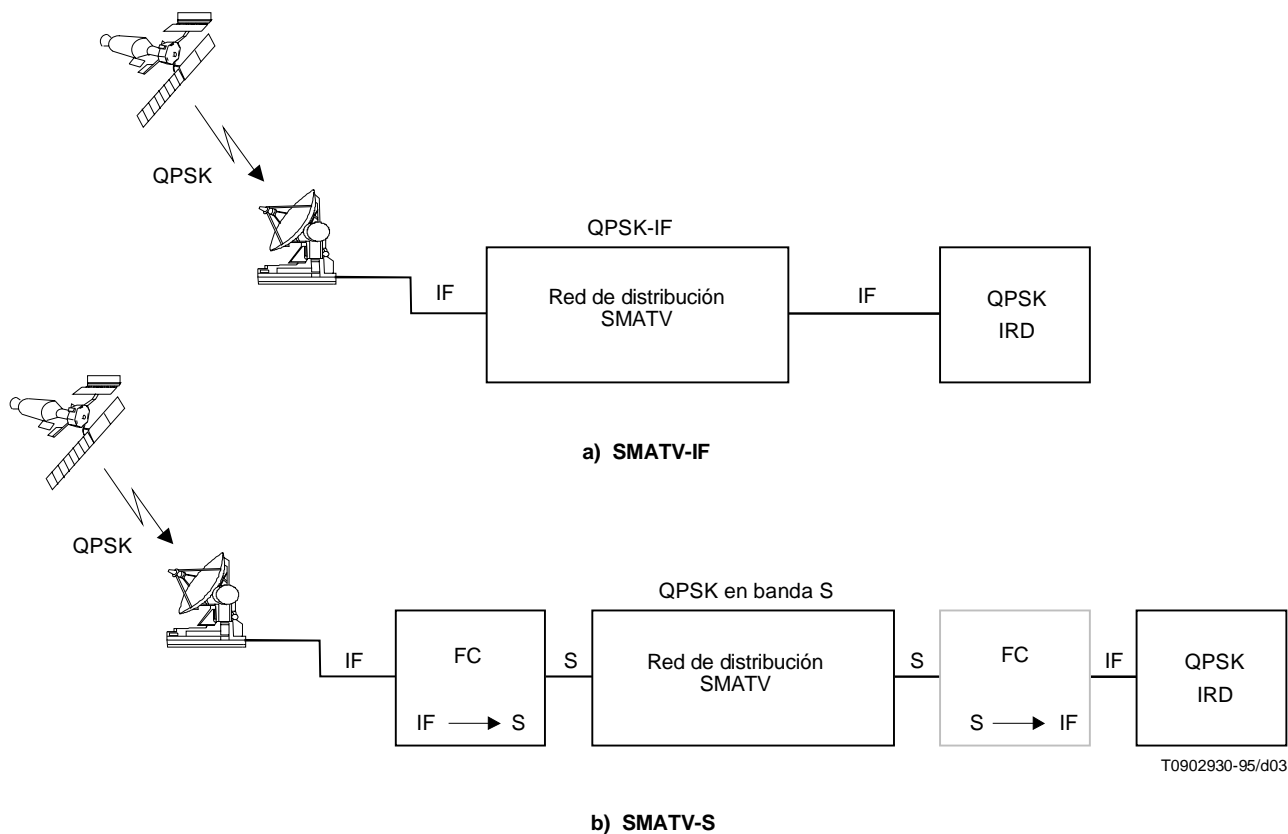 QPSK
QPSK-IF
IF
Red de distribución
SMATV
IF
QPSK
IRD
a) SMATV-IF
QPSK
QPSK en banda S
IF
FC
IF S
S
Red de distribución
SMATV
S
FC
S IF
IF
QPSK
IRD
T0902930-95/d03
b) SMATV-S